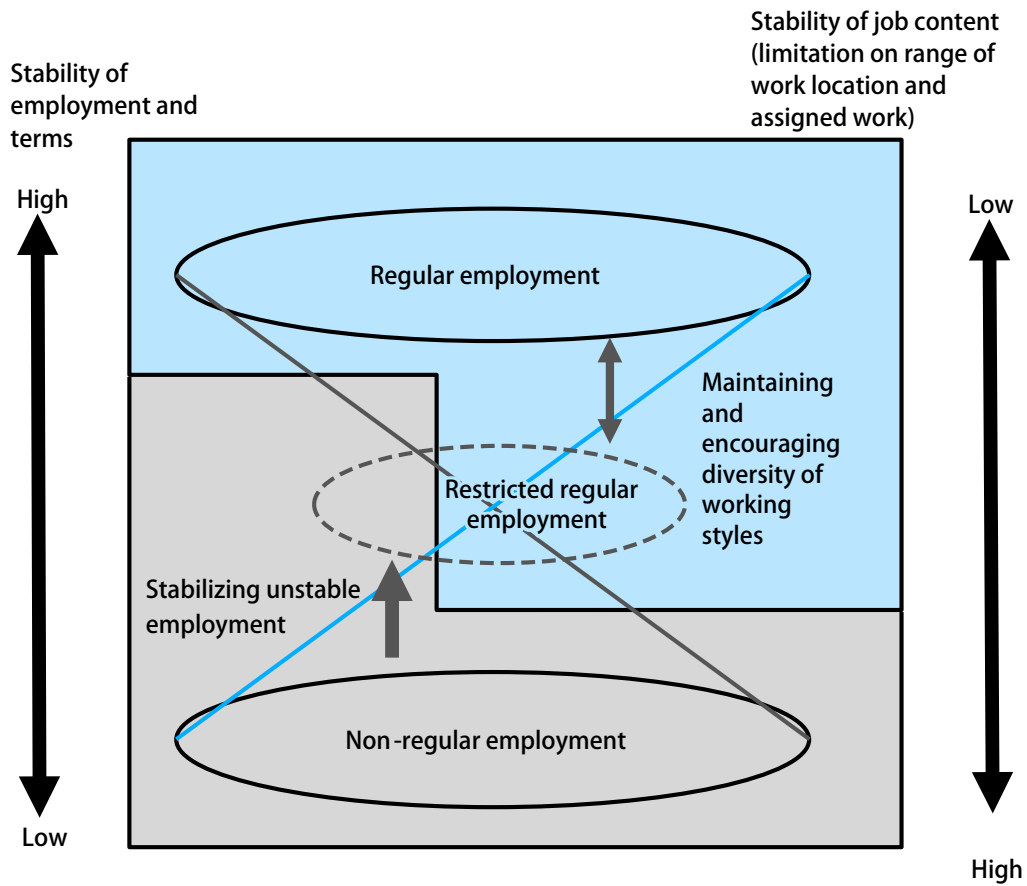 Stability of job content
(limitation on range of
work location and
assigned work)
Stability of
employment and
terms
High
Low
Regular employment
Maintaining
and
encouraging
diversity of
working
styles
Restricted regular
employment
Stabilizing unstable
employment
Non-regular employment
Low
High